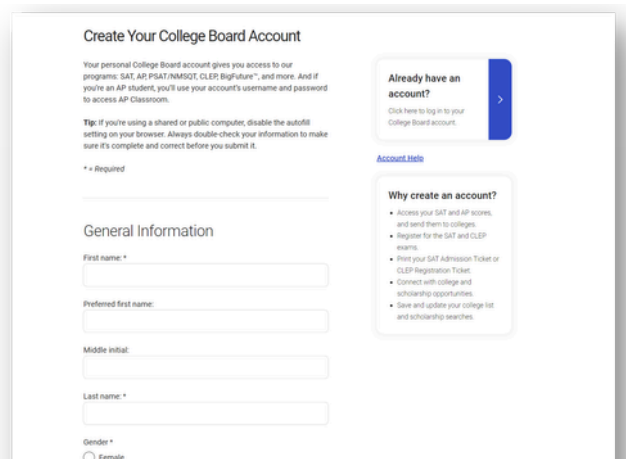 Create Your College Board Account
Your personal College Board account gives you access to our
programs: SAT, AP, PSAT/NMSQT, CLEP, BigFuture™, and more. And if
you're an AP student, you'll use your account's username and password
to access AP Classroom.
Tip: If you're using a shared or public computer, disable the autofill
setting on your browser. Always double-check your information to make
sure it's complete and correct before you submit it.
* = Required
General Information
First name: *
Preferred first name:
Middle initial:
Last name: *
Gender *
Female
Already have an
account?
Click here to log in to your
College Board account.
Account Help
Why create an account?
• Access your SAT and AP scores,
and send them to colleges.
• Register for the SAT and CLEP
exams.
• Print your SAT Admission Ticket or
CLEP Registration Ticket.
• Connect with college and
scholarship opportunities.
• Save and update your college list
and scholarship searches.